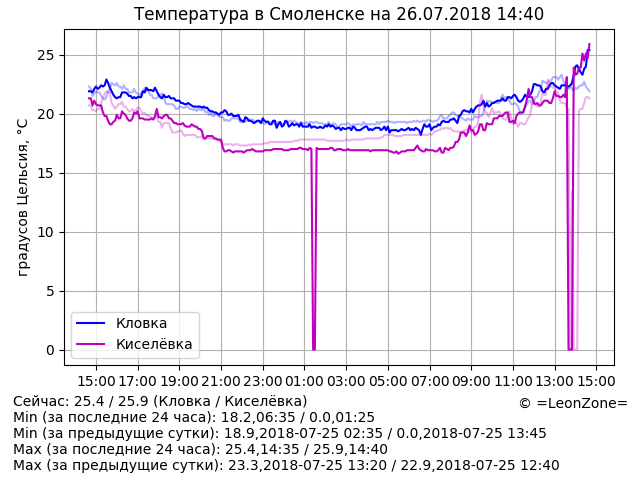 Температура в Смоленске на 26.07.2018 14:40
градусов Цельсия, °C
25
20
15
10
5
0
Кловка
Киселёвка
15:00 17:00 19:00 21:00 23:00 01:00 03:00 05:00 07:00 09:00 11:00 13:00 15:00
Сейчас: 25.4 / 25.9 (Кловка / Киселёвка)
© =LeonZone=
Min (за последние 24 часа): 18.2,06:35 / 0.0,01:25
Min (за предыдущие сутки): 18.9,2018-07-25 02:35 / 0.0,2018-07-25 13:45
Max (за последние 24 часа): 25.4,14:35 / 25.9,14:40
Max (за предыдущие сутки): 23.3,2018-07-25 13:20 / 22.9,2018-07-25 12:40